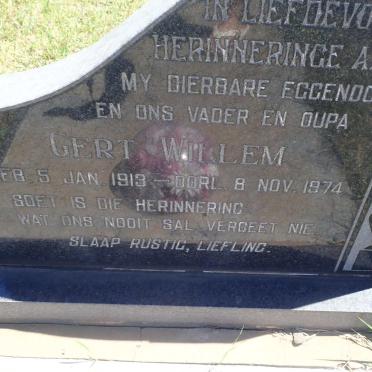 IN LIEFDEVO
HERINNERINGE A
MY DIERBARE EGGENOO
EN ONS VADER EN OUPA
GERT WILLEM
GEB. 5 JAN. 1913 — OORL. 8 NOV. 1974
SOET IS DIE HERINNERING
WAT ONS NOOIT SAL VERGEET NIE
SLAAP RUSTIG, LIEFLING.